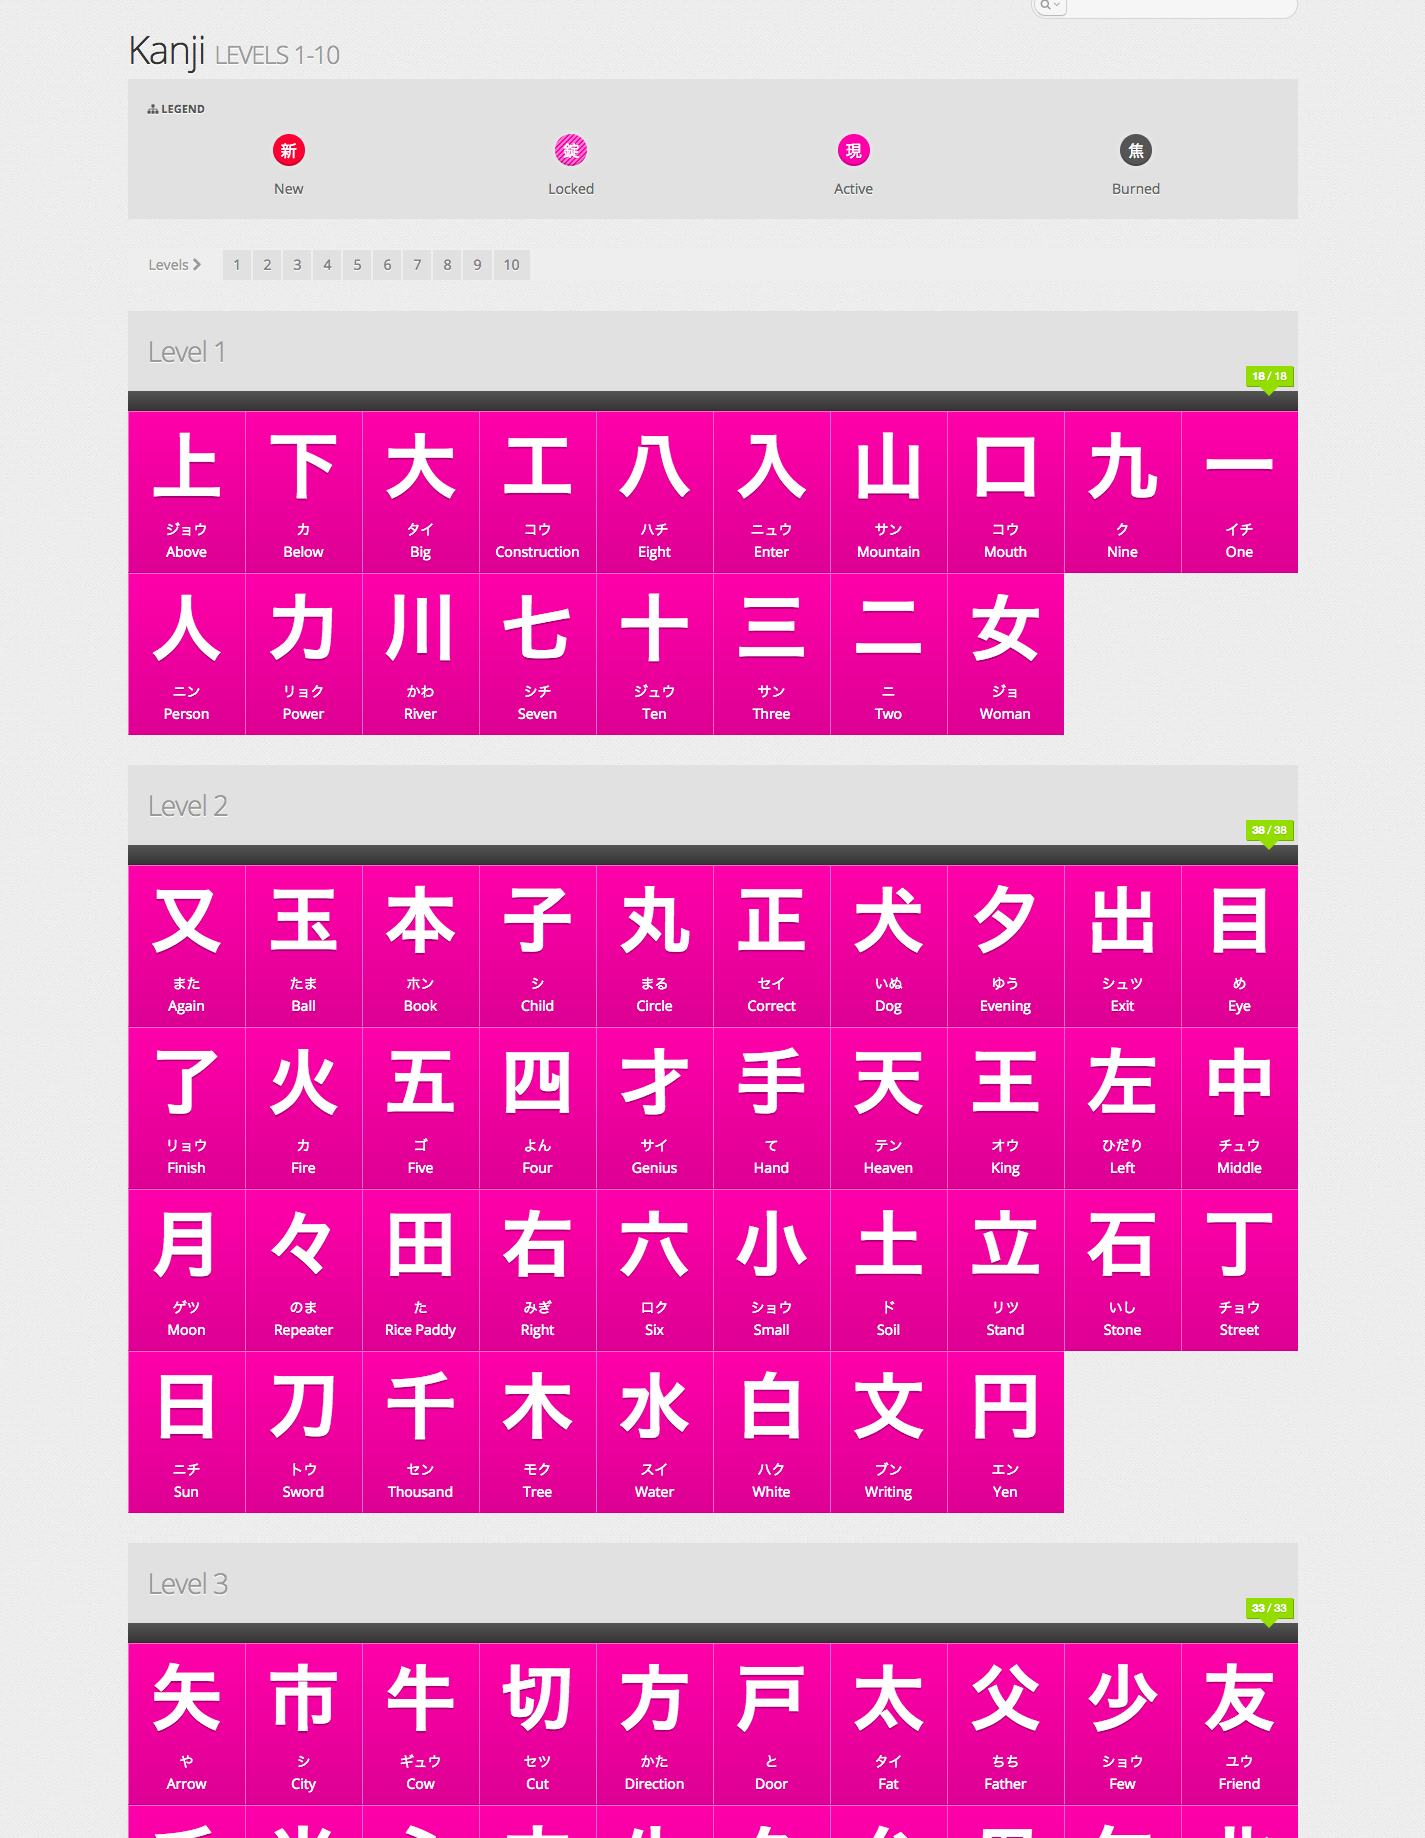 Kanji LEVELS 1-10
LEGEND
新 錠 現 焦
New Locked Active Burned
Levels 1 2 3 4 5 6 7 8 9 10
Level 1
18 / 18
上 下 大 工 八 入 山 口 九 一
ジョウ カ タイ コウ ハチ ニュウ サン コウ ク イチ
Above Below Big Construction Eight Enter Mountain Mouth Nine One
人 力 川 七 十 三 二 女
ニン リョク かわ シチ ジュウ サン ニ ジョ
Person Power River Seven Ten Three Two Woman
Level 2
38 / 38
又 玉 本 子 丸 正 犬 夕 出 目
また たま ホン シ まる セイ いぬ ゆう シュツ め
Again Ball Book Child Circle Correct Dog Evening Exit Eye
了 火 五 四 才 手 天 王 左 中
リョウ カ ゴ よん サイ て テン オウ ひだり チュウ
Finish Fire Five Four Genius Hand Heaven King Left Middle
月 々 田 右 六 小 土 立 石 丁
ゲツ のま た みぎ ロク ショウ ド リツ いし チョウ
Moon Repeater Rice Paddy Right Six Small Soil Stand Stone Street
日 刀 千 木 水 白 文 円
ニチ トウ セン モク スイ ハク ブン エン
Sun Sword Thousand Tree Water White Writing Yen
Level 3
33 / 33
矢 市 牛 切 方 戸 太 父 少 友
や シ ギュウ セツ かた と タイ ちち ショウ ユウ
Arrow City Cow Cut Direction Door Fat Father Few Friend